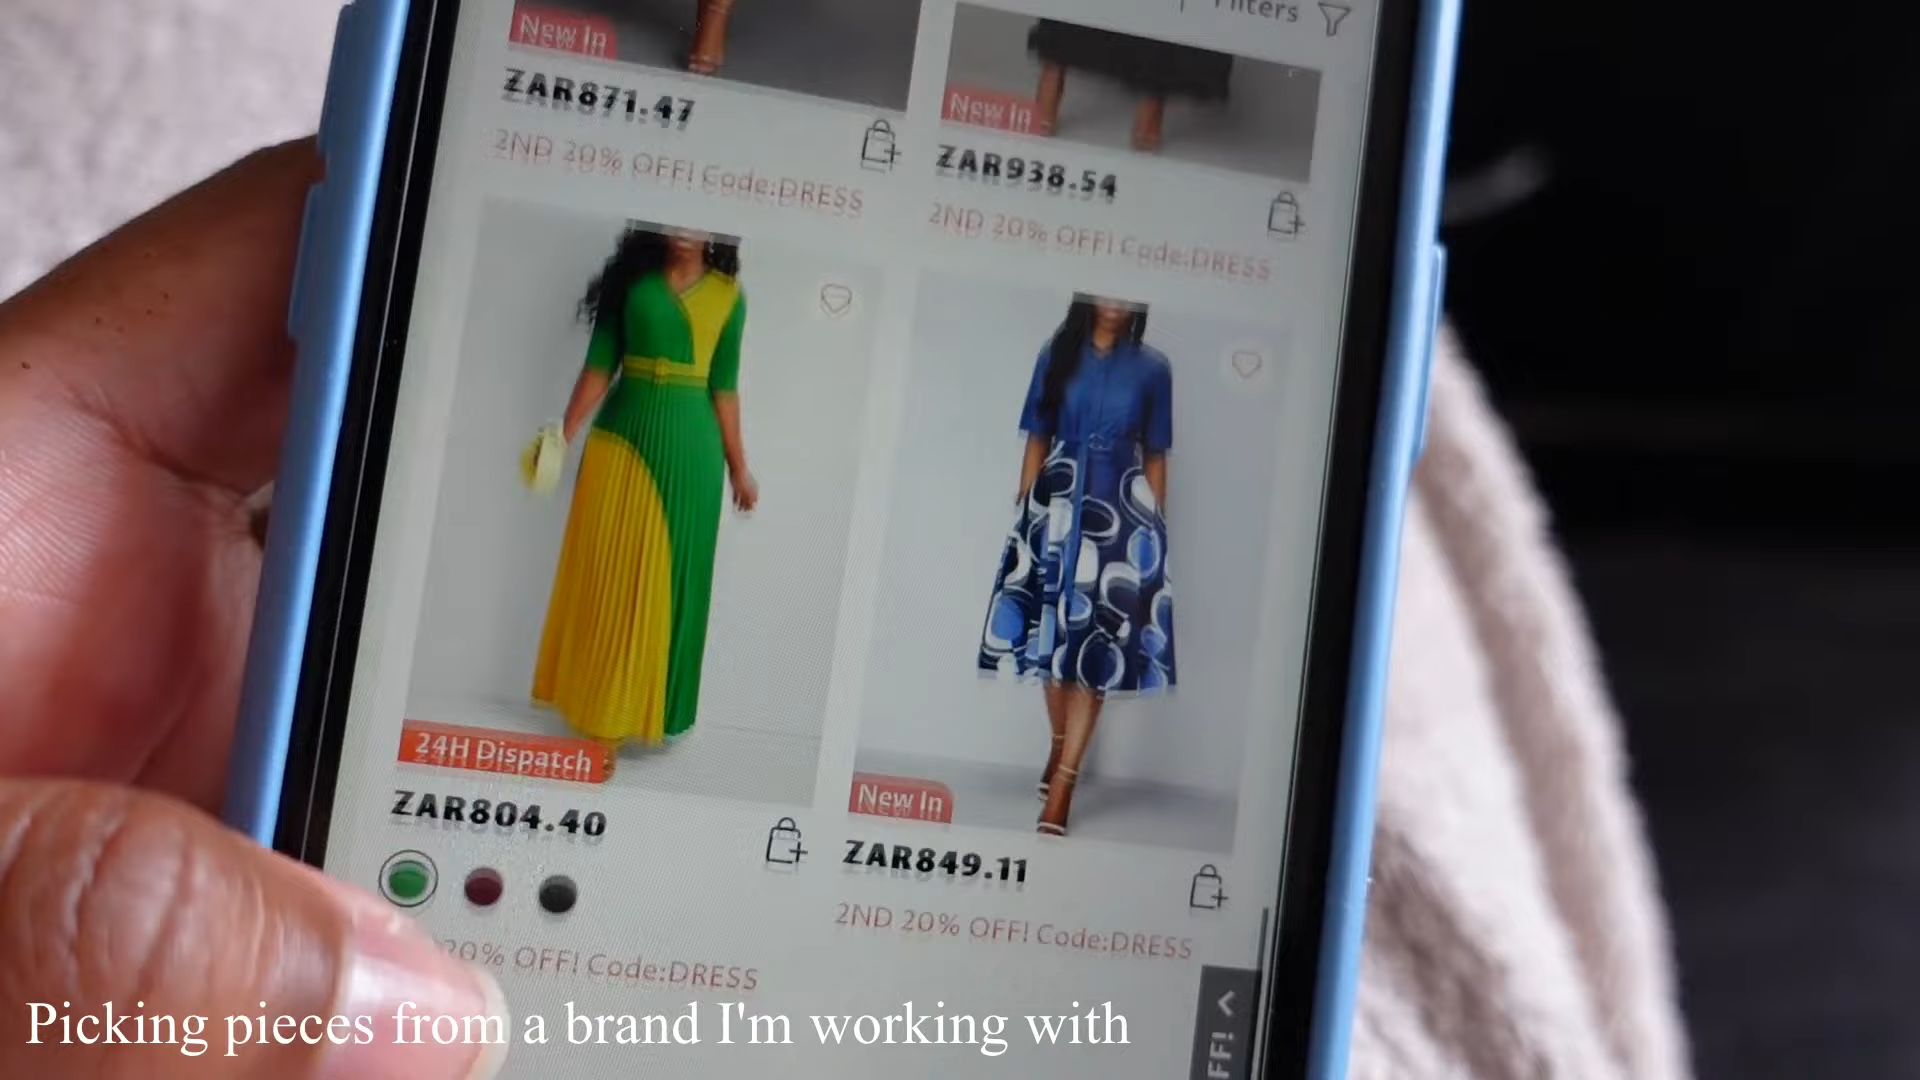 Filters
New In
New In
ZAR871.47
ZAR938.54
2ND 20% OFF! Code:DRESS
2ND 20% OFF! Code:DRESS
24H Dispatch
New In
ZAR804.40
ZAR849.11
20% OFF! Code:DRESS
2ND 20% OFF! Code:DRESS
Picking pieces from a brand I'm working with